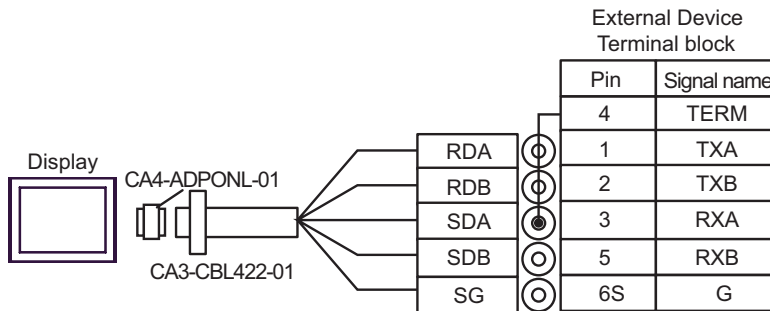 External Device
Terminal block
Pin Signal name
4 TERM
Display
CA4-ADPONL-01
CA3-CBL422-01
RDA 1 TXA
RDB 2 TXB
SDA 3 RXA
SDB 5 RXB
SG 6S G